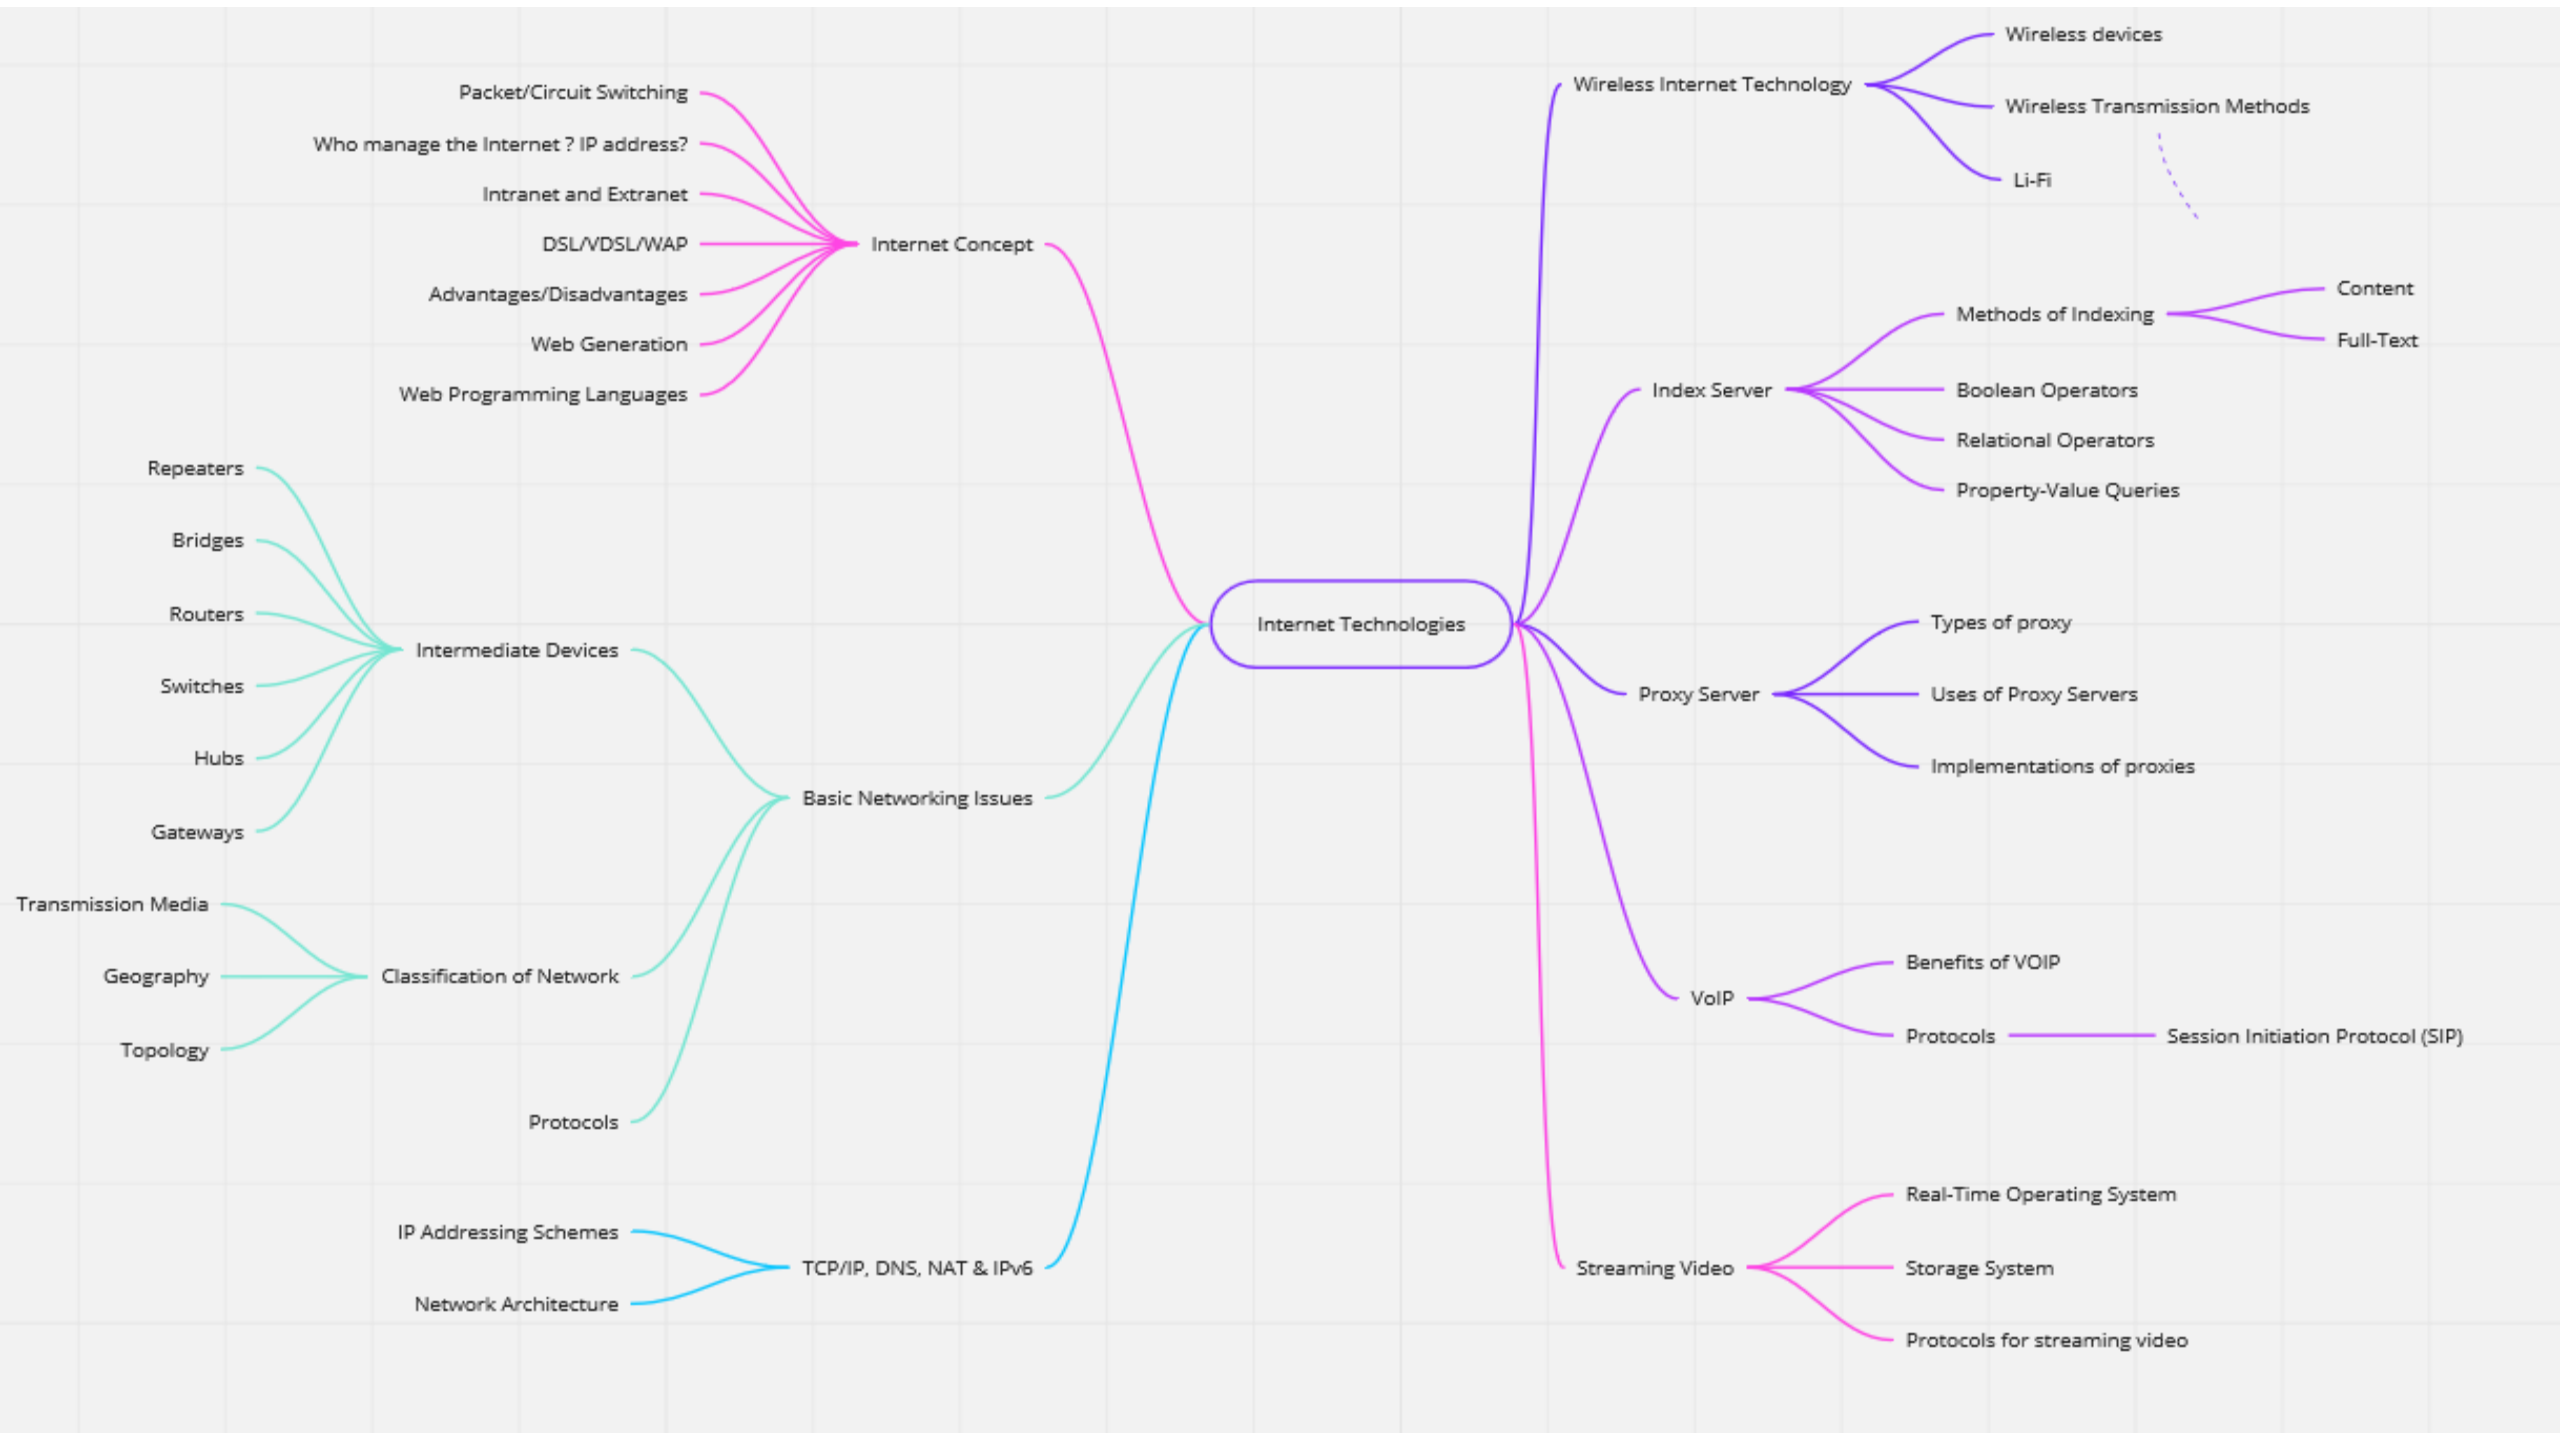 Internet Technologies
Internet Concept
Packet/Circuit Switching
Who manage the Internet ? IP address?
Intranet and Extranet
DSL/VDSL/WAP
Advantages/Disadvantages
Web Generation
Web Programming Languages
Basic Networking Issues
Intermediate Devices
Repeaters
Bridges
Routers
Switches
Hubs
Gateways
Classification of Network
Transmission Media
Geography
Topology
Protocols
TCP/IP, DNS, NAT & IPv6
IP Addressing Schemes
Network Architecture
Wireless Internet Technology
Wireless devices
Wireless Transmission Methods
Li-Fi
Index Server
Methods of Indexing
Content
Full-Text
Boolean Operators
Relational Operators
Property-Value Queries
Proxy Server
Types of proxy
Uses of Proxy Servers
Implementations of proxies
VoIP
Benefits of VOIP
Protocols
Session Initiation Protocol (SIP)
Streaming Video
Real-Time Operating System
Storage System
Protocols for streaming video